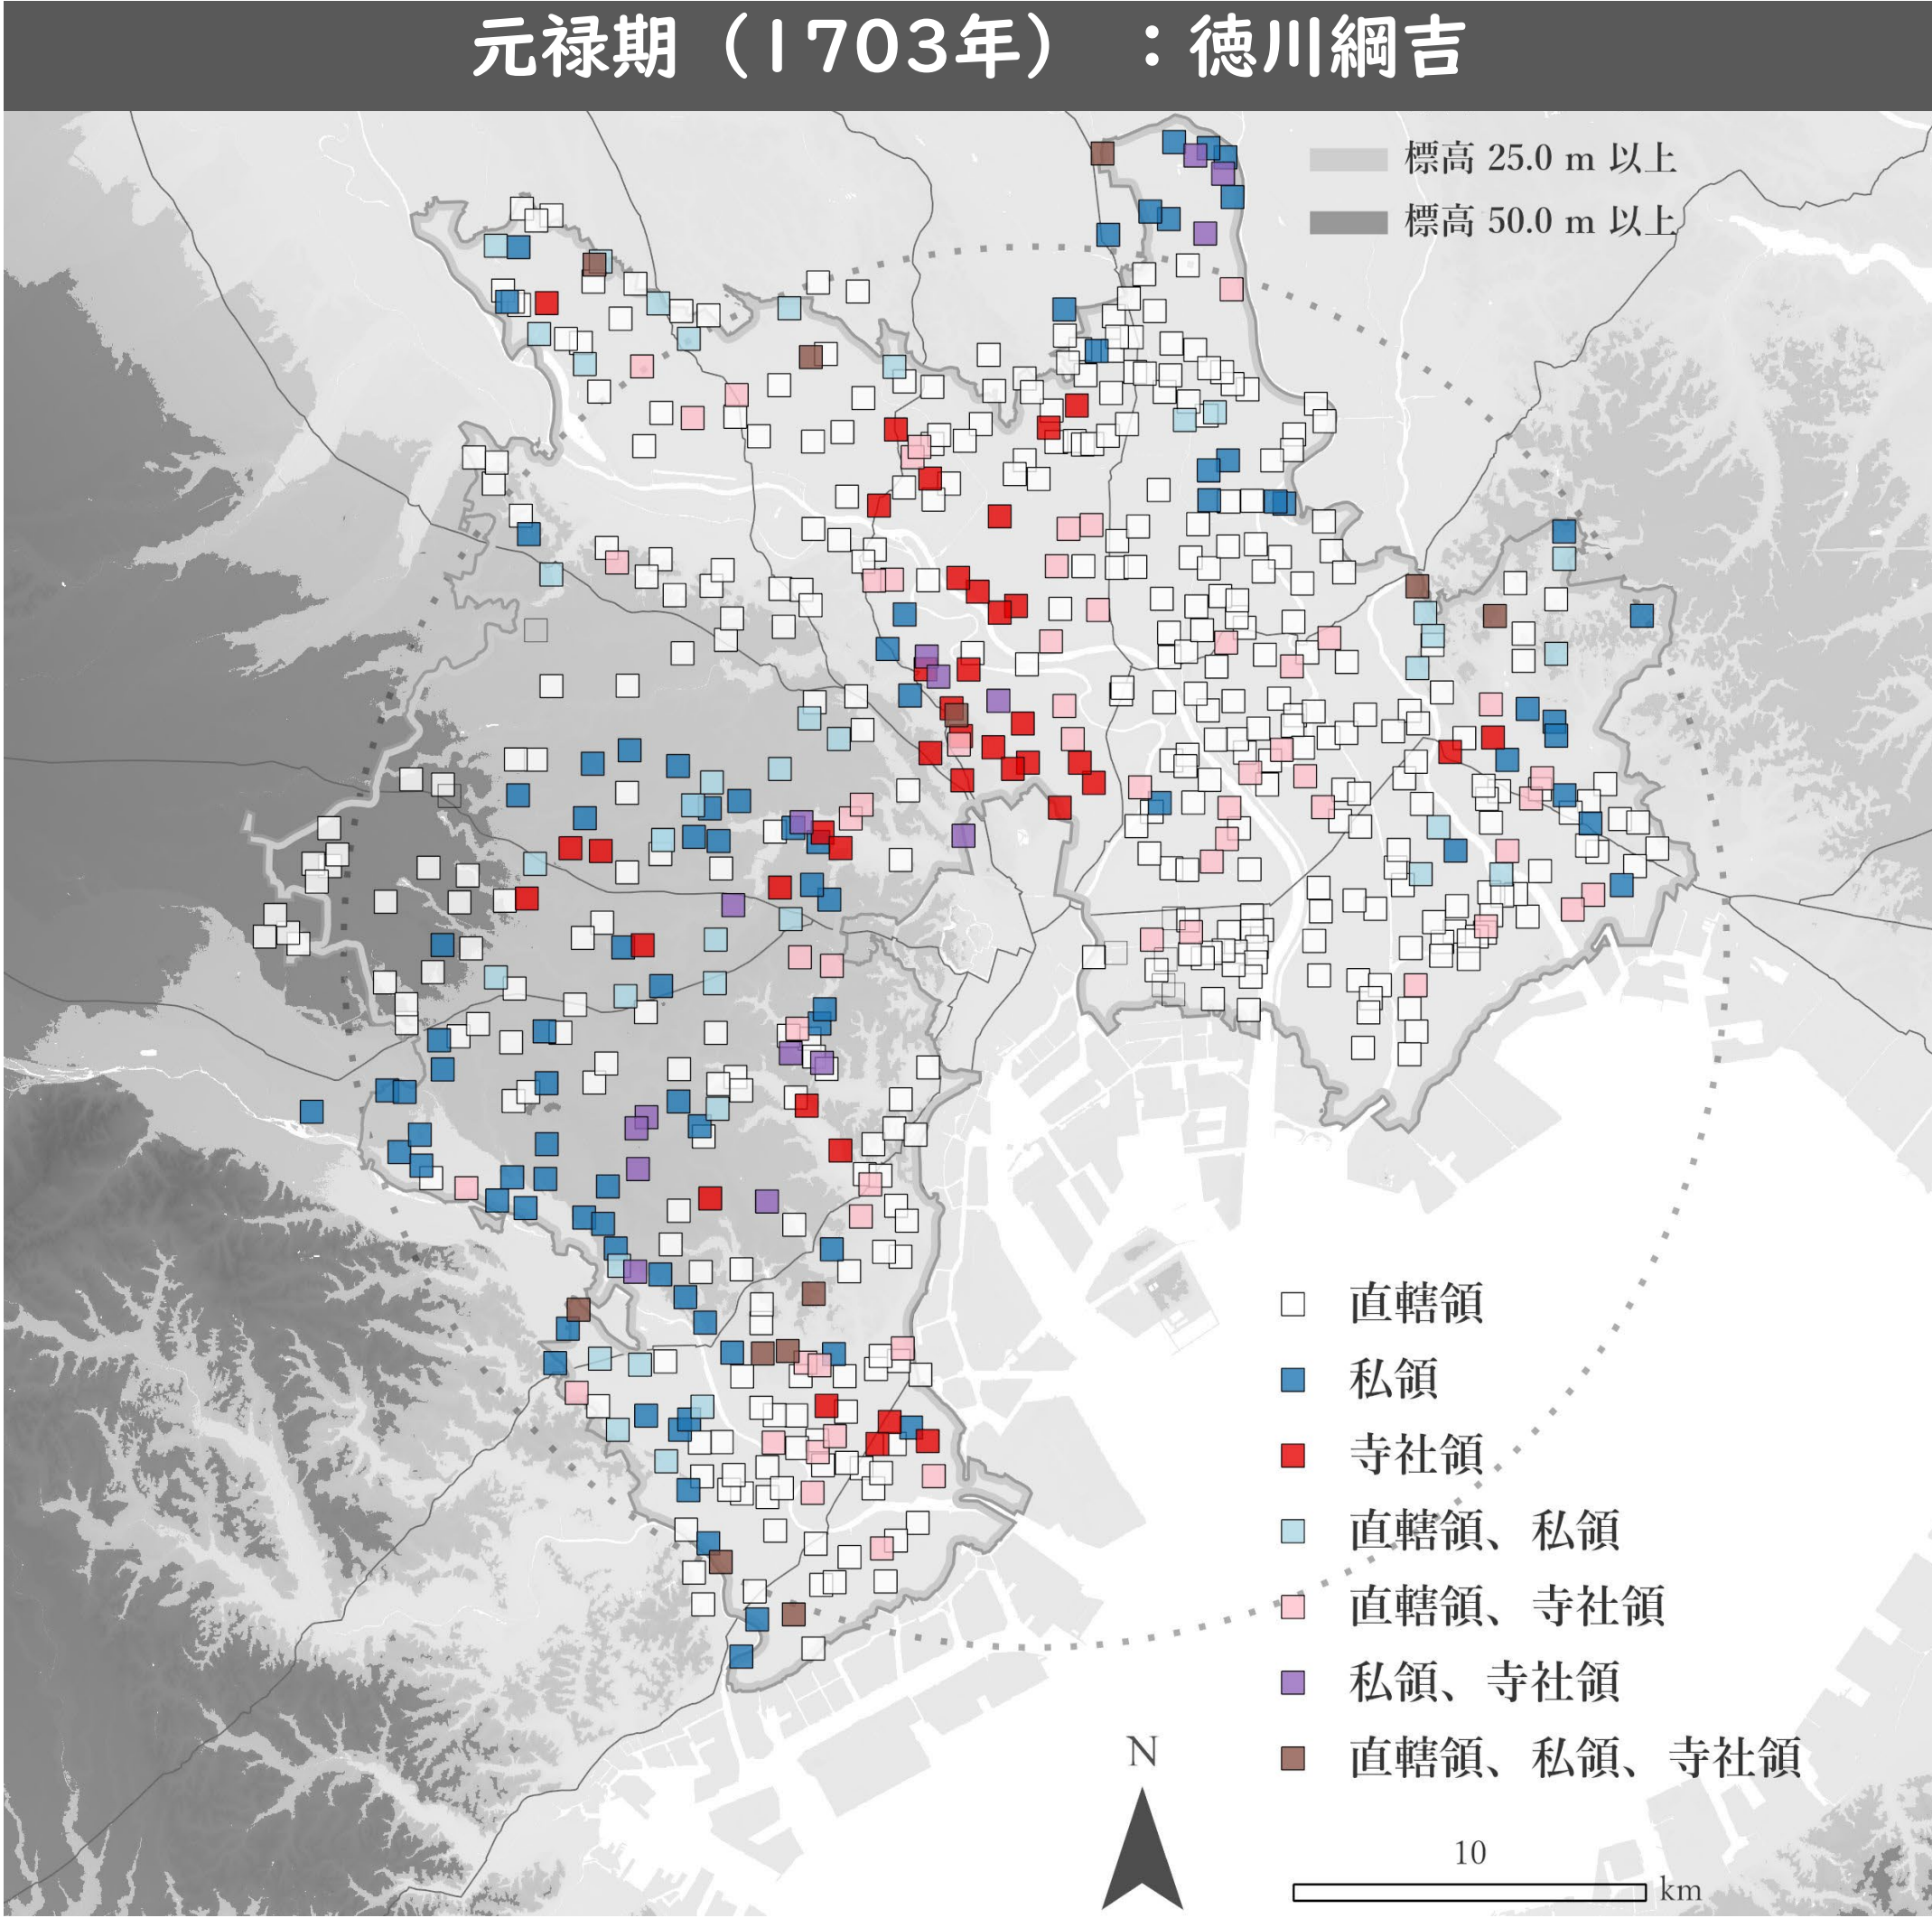 元禄期（1703年）：徳川綱吉
標高 25.0 m 以上
標高 50.0 m 以上
直轄領
私領
寺社領
直轄領、私領
直轄領、寺社領
私領、寺社領
直轄領、私領、寺社領
N
10
km